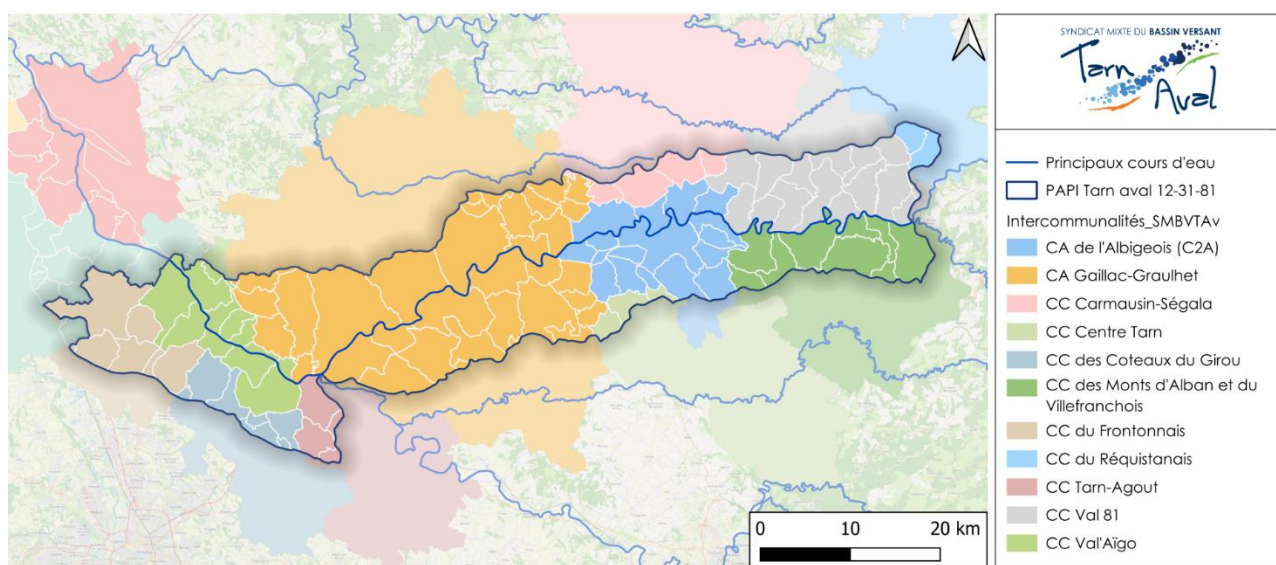 SYNDICAT MIXTE DU BASSIN VERSANT
Tarn
Aval
Principaux cours d'eau
PAPI Tarn aval 12-31-81
Intercommunalités_SMBVTAv
CA de l'Albigeois (C2A)
CA Gaillac-Graulhet
CC Carmausin-Ségala
CC Centre Tarn
CC des Coteaux du Girou
CC des Monts d'Alban et du
Villefranchois
CC du Frontonnais
CC du Réquistanais
CC Tarn-Agout
CC Val 81
CC Val'Aïgo
0 10 20 km